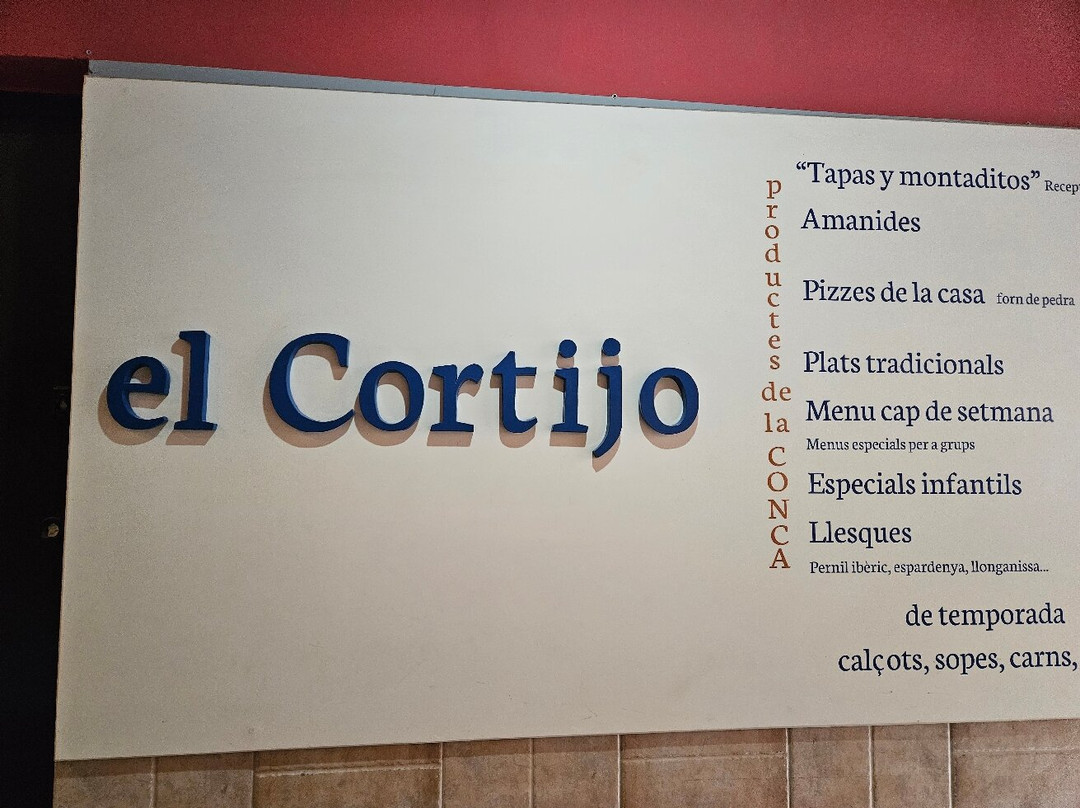 el Cortijo
productes de la CONCA
“Tapas y montaditos”
Amanides
Pizzes de la casa forn de pedra
Plats tradicionals
Menu cap de setmana
Menus especials per a grups
Especials infantils
Llesques
Pernil ibèric, espardenya, llonganissa...
de temporada
calçots, sopes, carns,